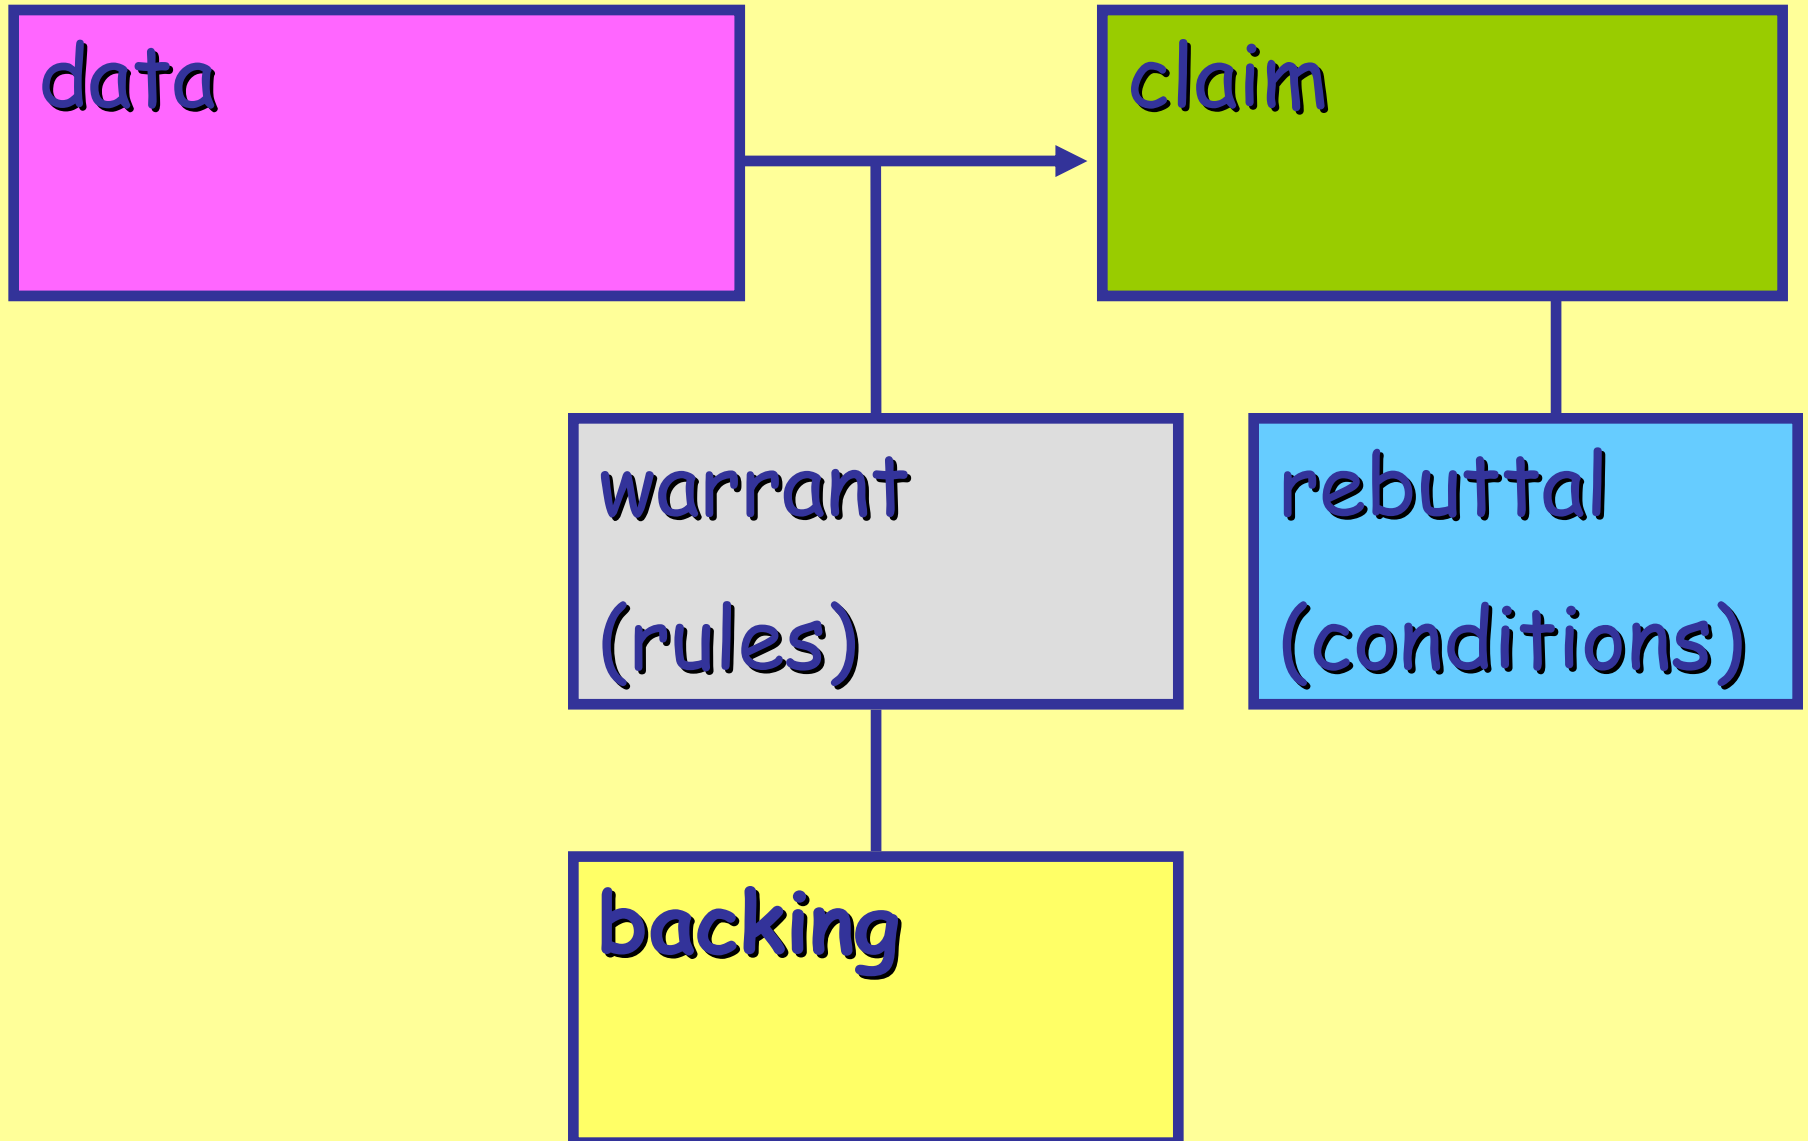 data
claim
warrant
(rules)
rebuttal
(conditions)
backing